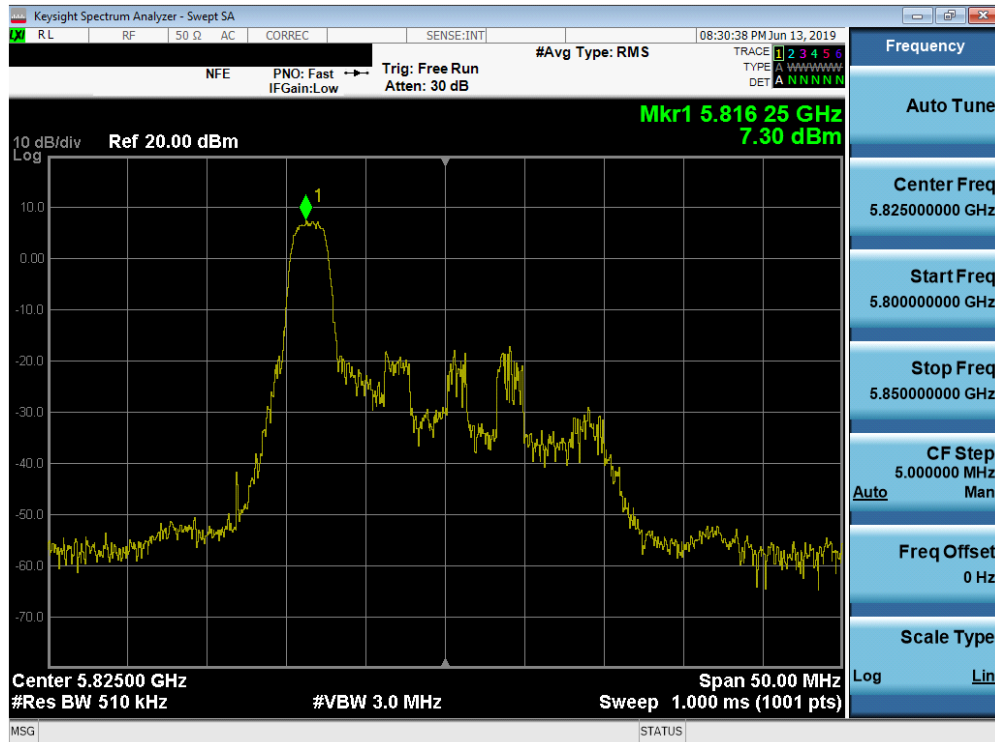 Keysight Spectrum Analyzer - Swept SA
LXI RL RF 50 Ω AC CORREC SENSE:INT 08:30:38 PM Jun 13, 2019
#Avg Type: RMS
TRACE 1 2 3 4 5 6
TYPE A WWWWW
DET A N N N N N
NFE PNO: Fast Trig: Free Run
IFGain:Low Atten: 30 dB
Mkr1 5.816 25 GHz
7.30 dBm
10 dB/div Ref 20.00 dBm
Log
1
10.0
0.00
-10.0
-20.0
-30.0
-40.0
-50.0
-60.0
-70.0
Center 5.82500 GHz Span 50.00 MHz
#Res BW 510 kHz #VBW 3.0 MHz Sweep 1.000 ms (1001 pts)
MSG STATUS
Frequency
Auto Tune
Center Freq
5.825000000 GHz
Start Freq
5.800000000 GHz
Stop Freq
5.850000000 GHz
CF Step
5.000000 MHz
Auto Man
Freq Offset
0 Hz
Scale Type
Log Lin